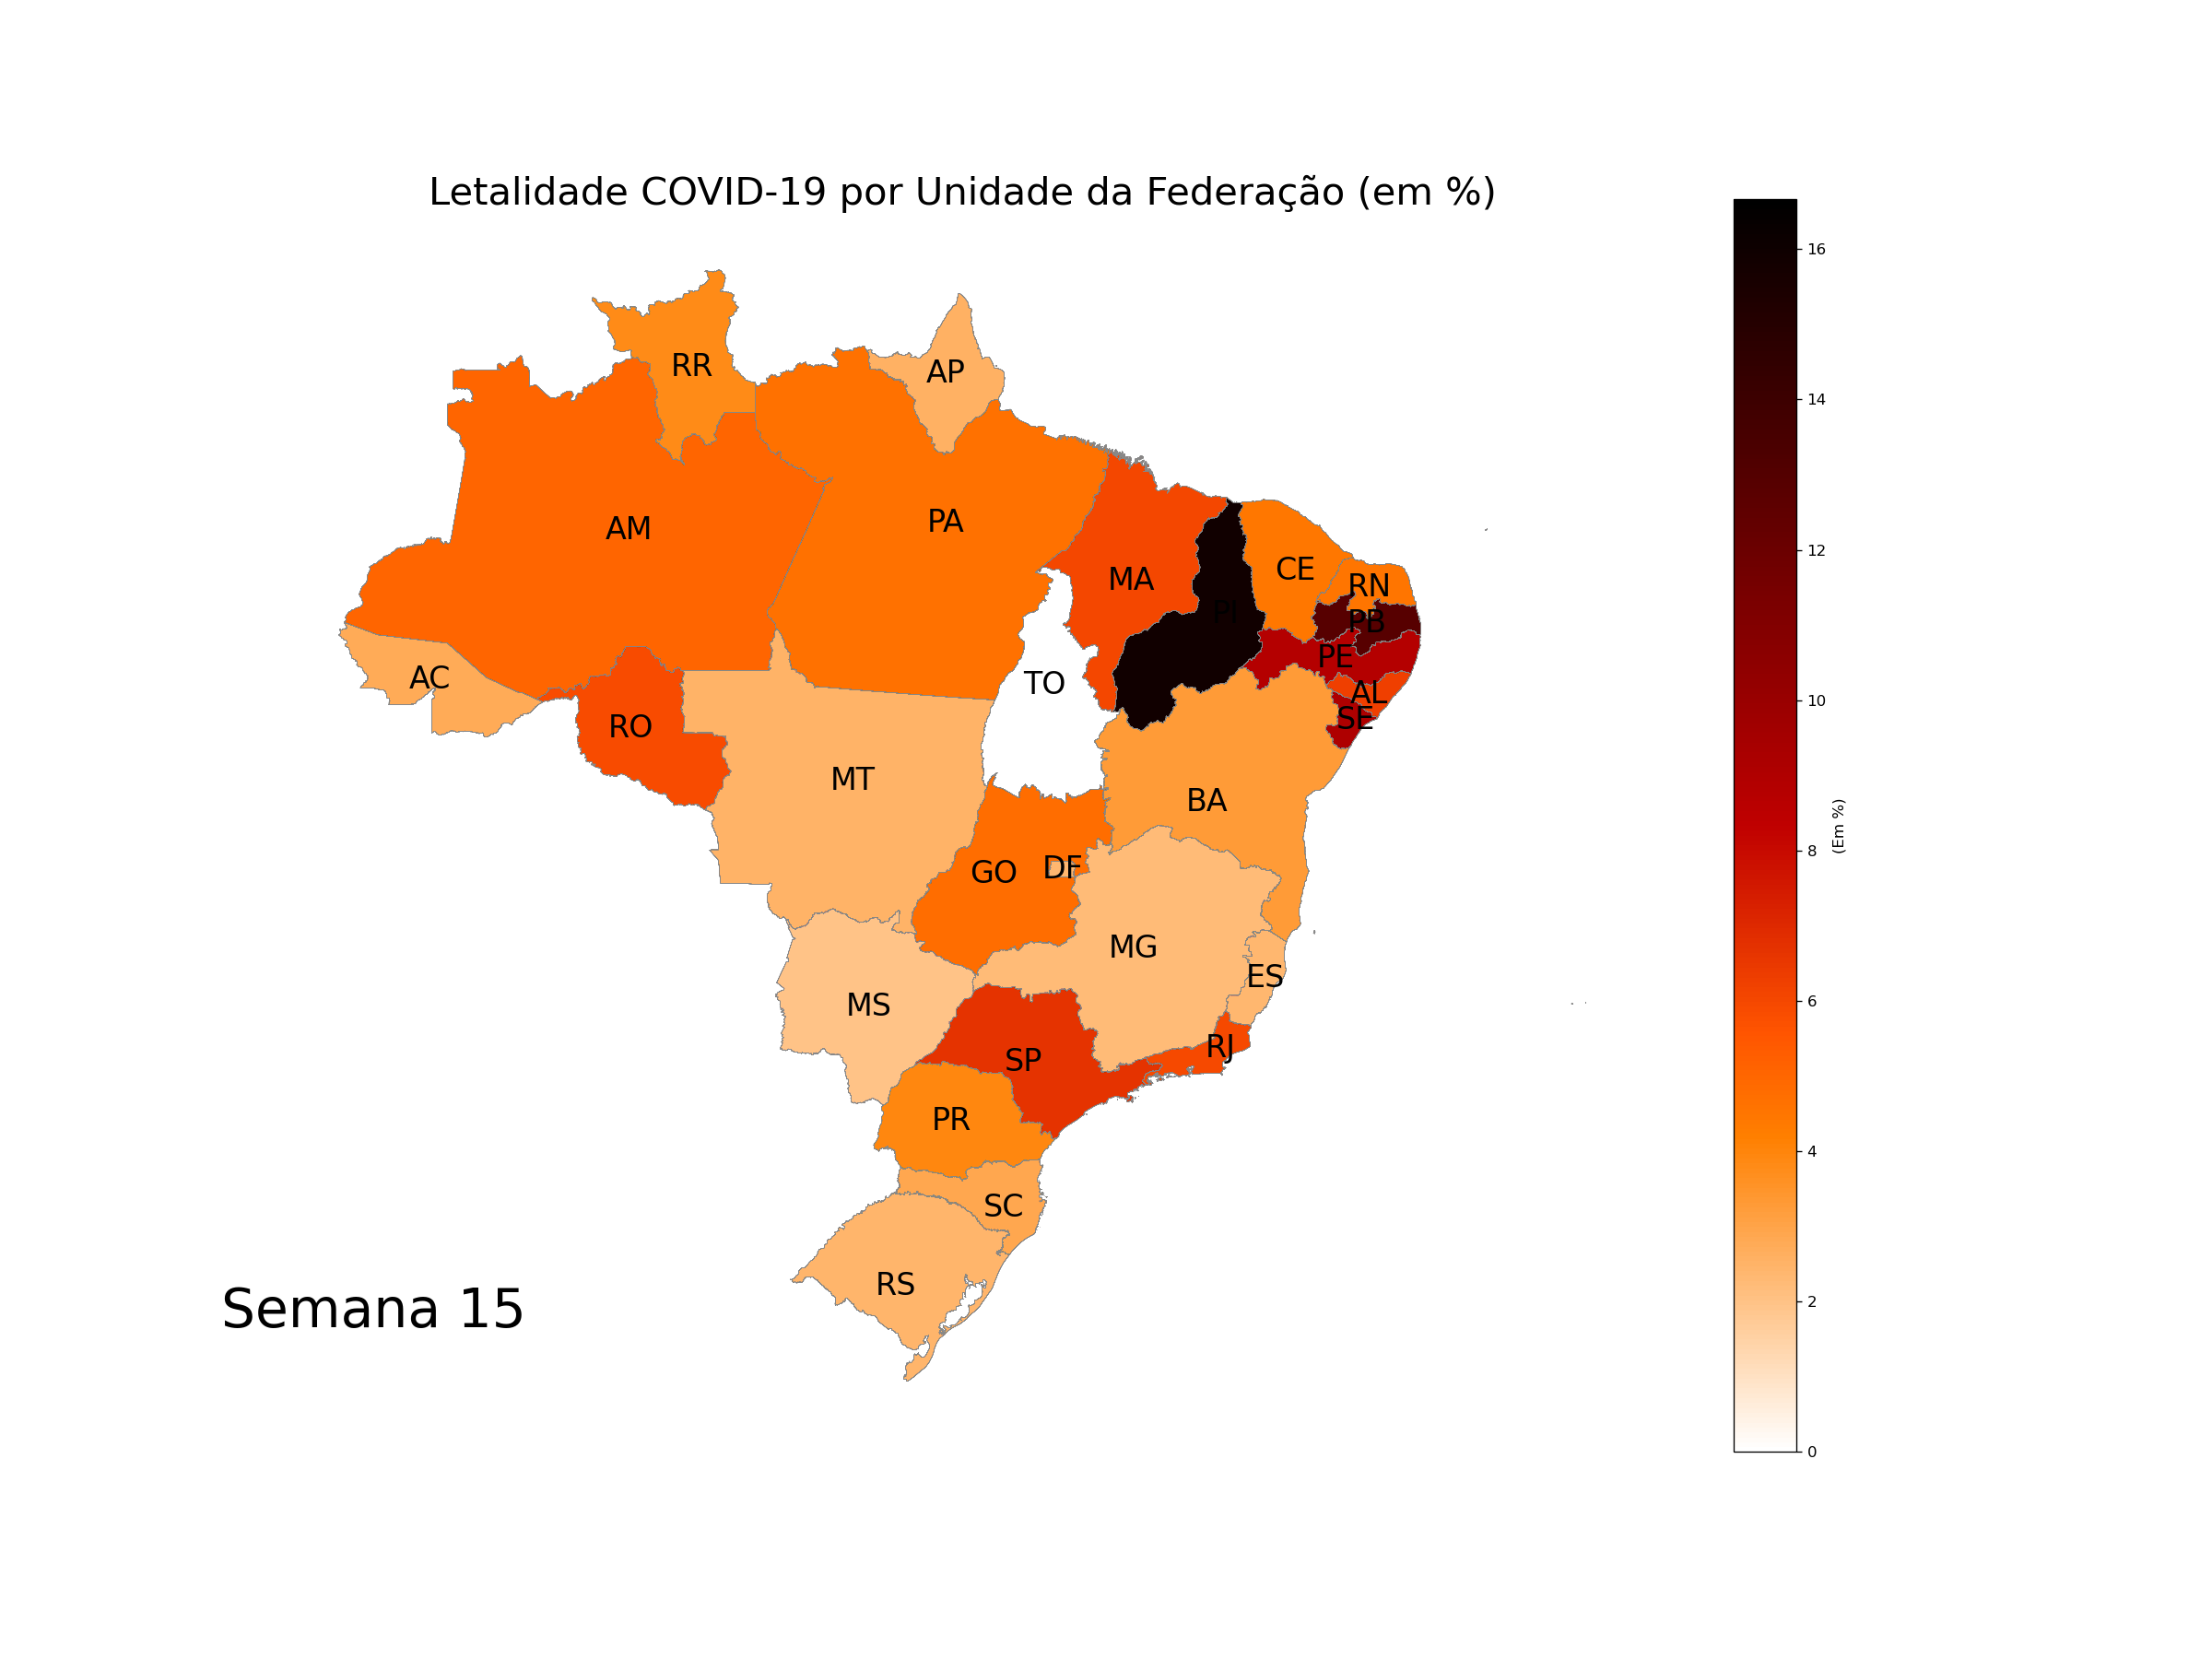 Letalidade COVID-19 por Unidade da Federação (em %)
RR
AP
AM
PA
MA
PI
CE
RN
PB
PE
AL
SE
AC
RO
TO
MT
BA
GO
DF
MG
ES
MS
SP
RJ
PR
SC
RS
Semana 15
16
14
12
10
8
6
4
2
0
(Em %)